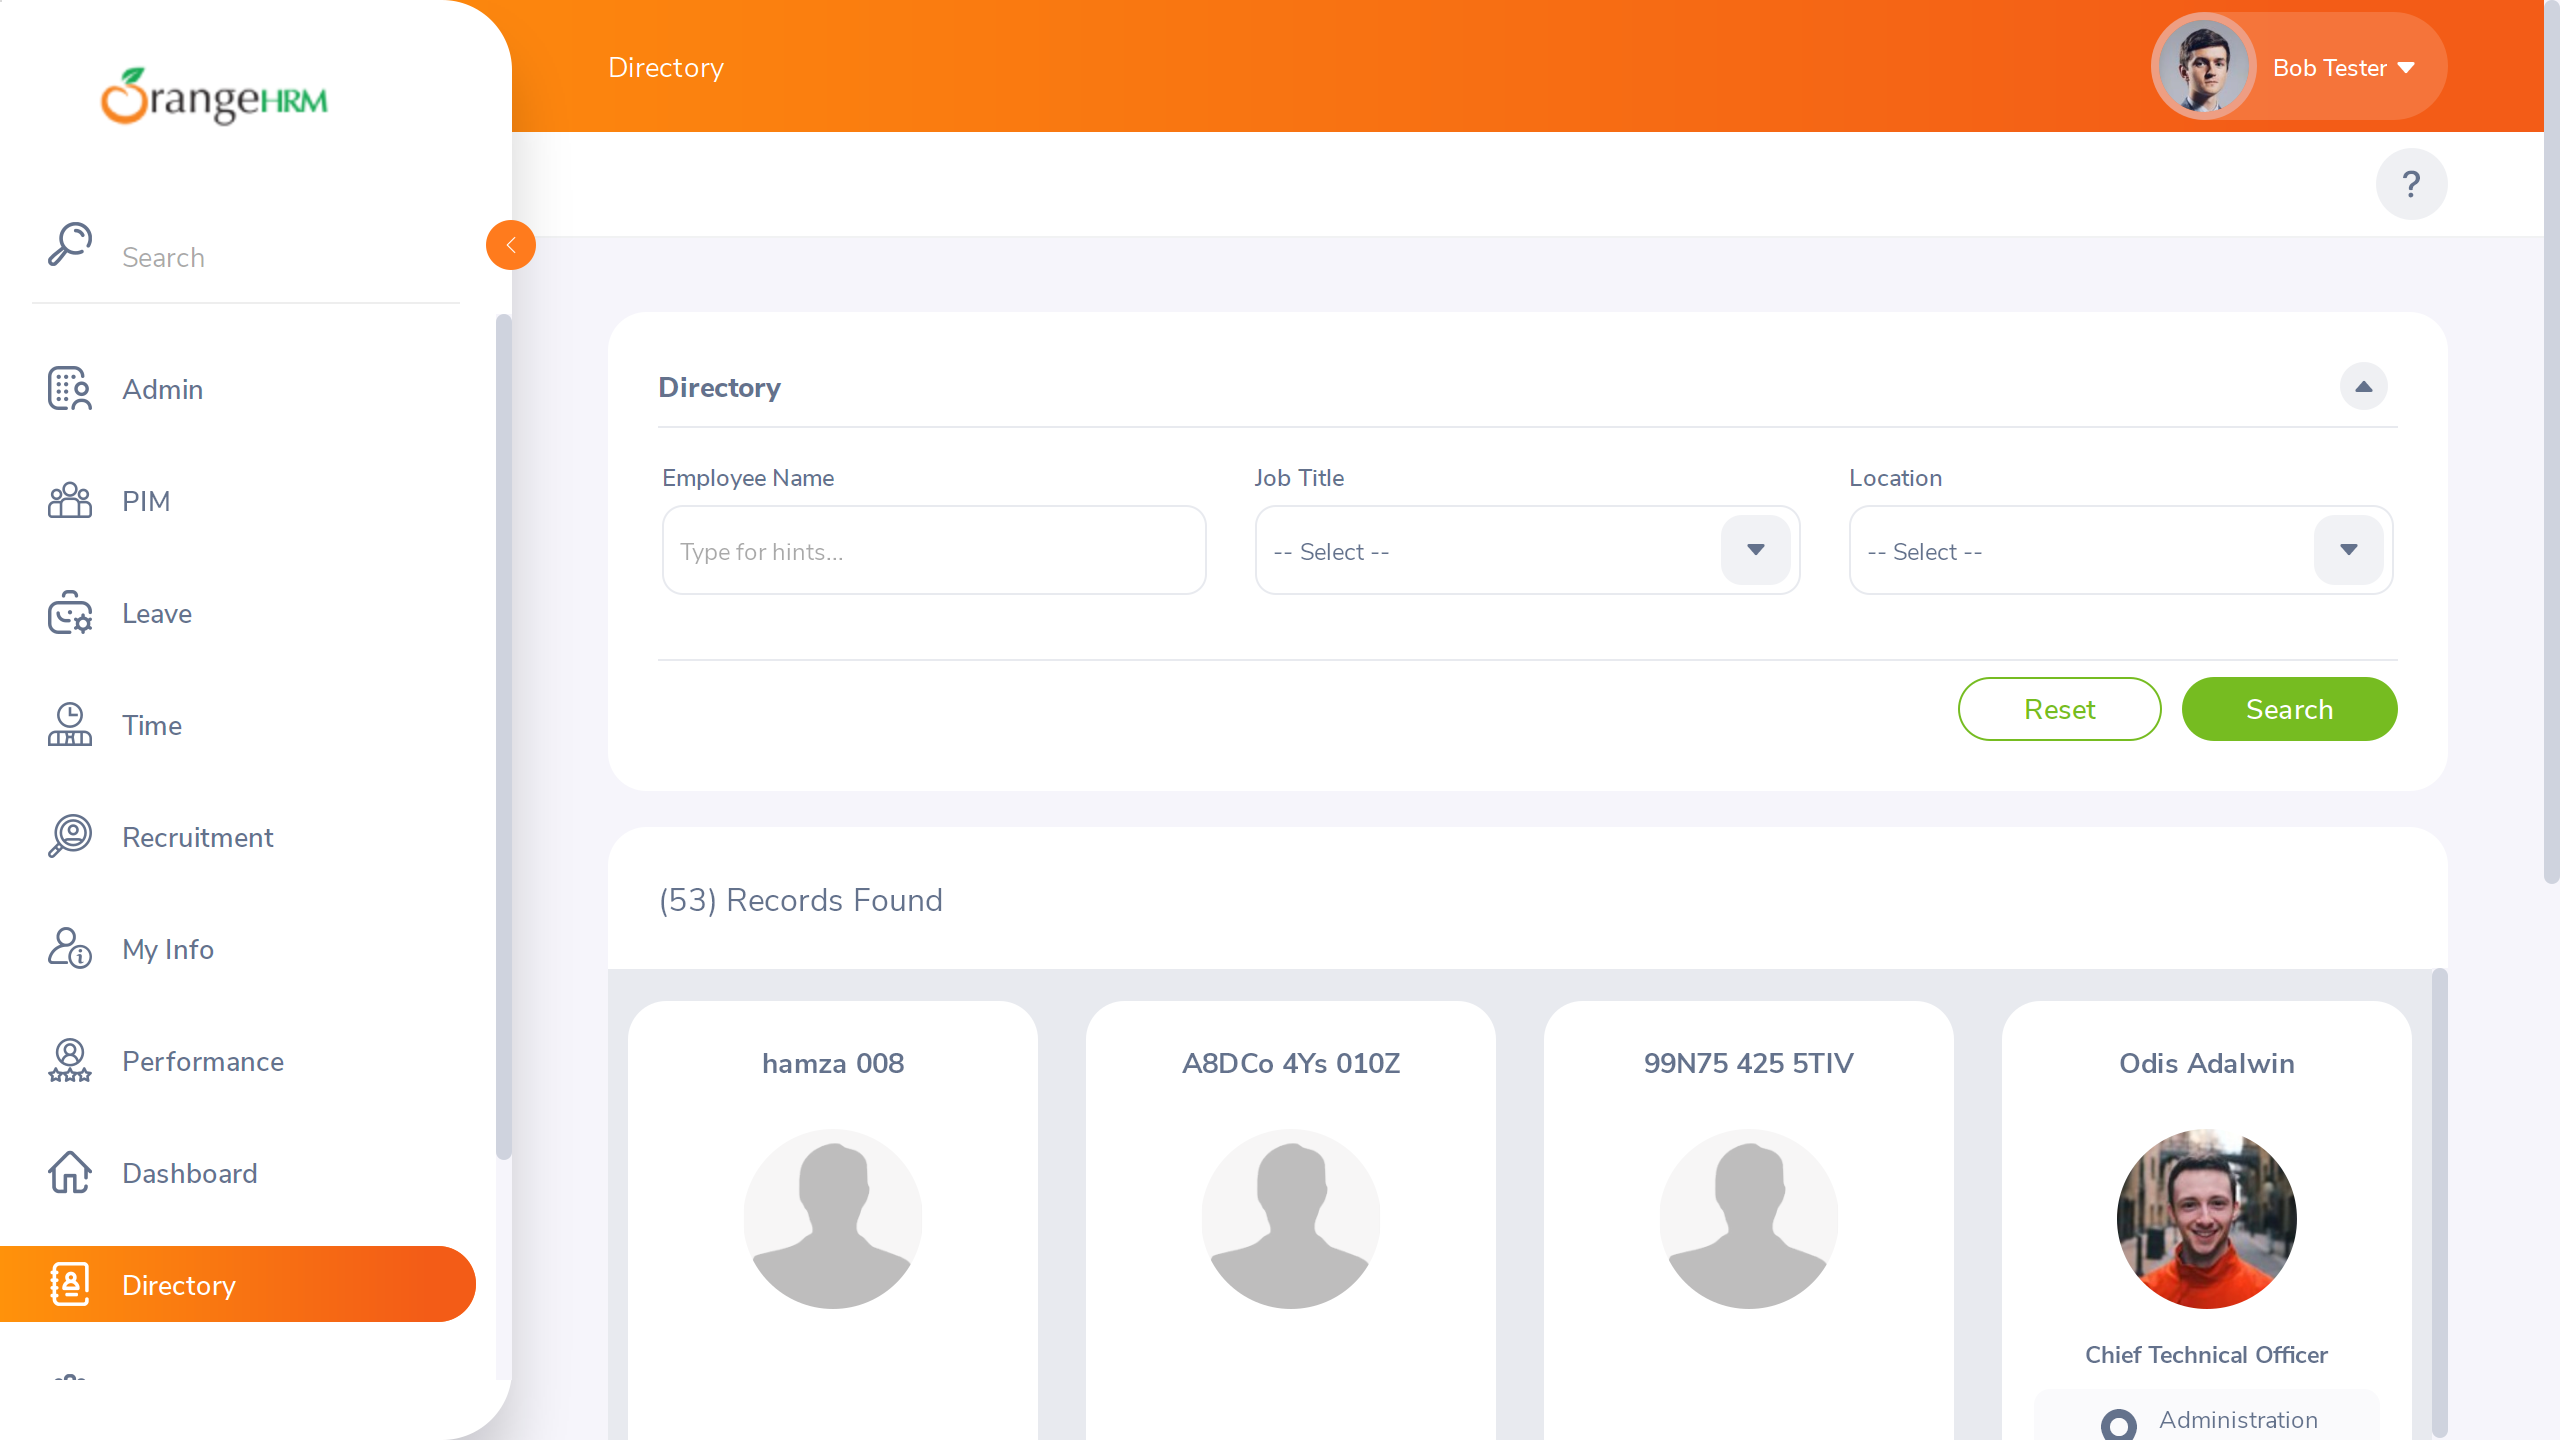 OrangeHRM
Directory
Bob Tester
?
Search
Admin
PIM
Leave
Time
Recruitment
My Info
Performance
Dashboard
Directory
Directory
Employee Name
Job Title
Location
Type for hints...
-- Select --
-- Select --
Reset
Search
(53) Records Found
hamza 008
A8DCo 4Ys 010Z
99N75 425 5TIV
Odis Adalwin
Chief Technical Officer
Administration